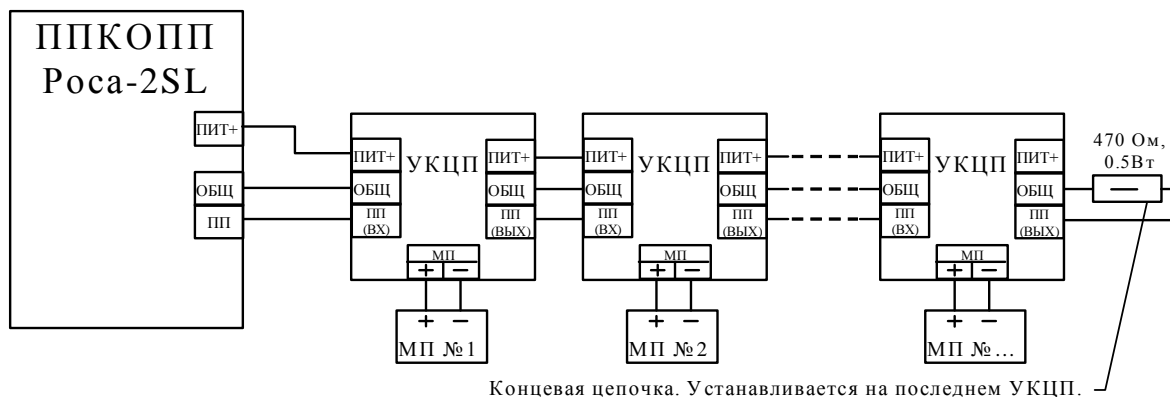 ППКОПП
Роса-2SL
ПИТ+
ОБЩ
ПП
УКЦП
ПИТ+
ОБЩ
ПП
(ВХ)
ПИТ+
ОБЩ
ПП
(ВЫХ)
МП
+ −
+ −
МП №1
УКЦП
ПИТ+
ОБЩ
ПП
(ВХ)
ПИТ+
ОБЩ
ПП
(ВЫХ)
МП
+ −
+ −
МП №2
УКЦП
ПИТ+
ОБЩ
ПП
(ВХ)
ПИТ+
ОБЩ
ПП
(ВЫХ)
МП
+ −
+ −
МП №...
470 Ом,
0.5Вт
Концевая цепочка. Устанавливается на последнем УКЦП.